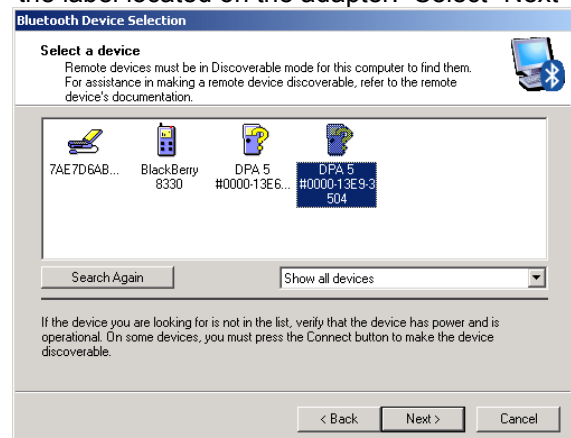 the label located on the adapter. Select "Next"
Bluetooth Device Selection
Select a device
Remote devices must be in Discoverable mode for this computer to find them.
For assistance in making a remote device discoverable, refer to the remote
device's documentation.
7AE7D6AB...
BlackBerry
8330
DPA 5
#0000-13E6...
DPA 5
#0000-13E9-3
504
Search Again
Show all devices
If the device you are looking for is not in the list, verify that the device has power and is
operational. On some devices, you must press the Connect button to make the device
discoverable.
< Back
Next >
Cancel